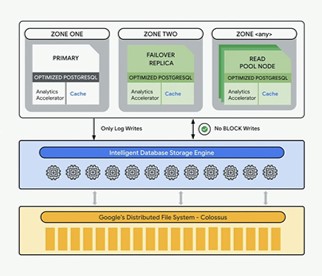 ZONE ONE
ZONE TWO
ZONE <any>
PRIMARY
FAILOVER
REPLICA
READ
POOL NODE
OPTIMIZED POSTGRESQL
OPTIMIZED POSTGRESQL
OPTIMIZED POSTGRESQL
Analytics
Accelerator
Cache
Analytics
Accelerator
Cache
Analytics
Accelerator
Cache
Only Log Writes
No BLOCK Writes
Intelligent Database Storage Engine
Google's Distributed File System - Colossus